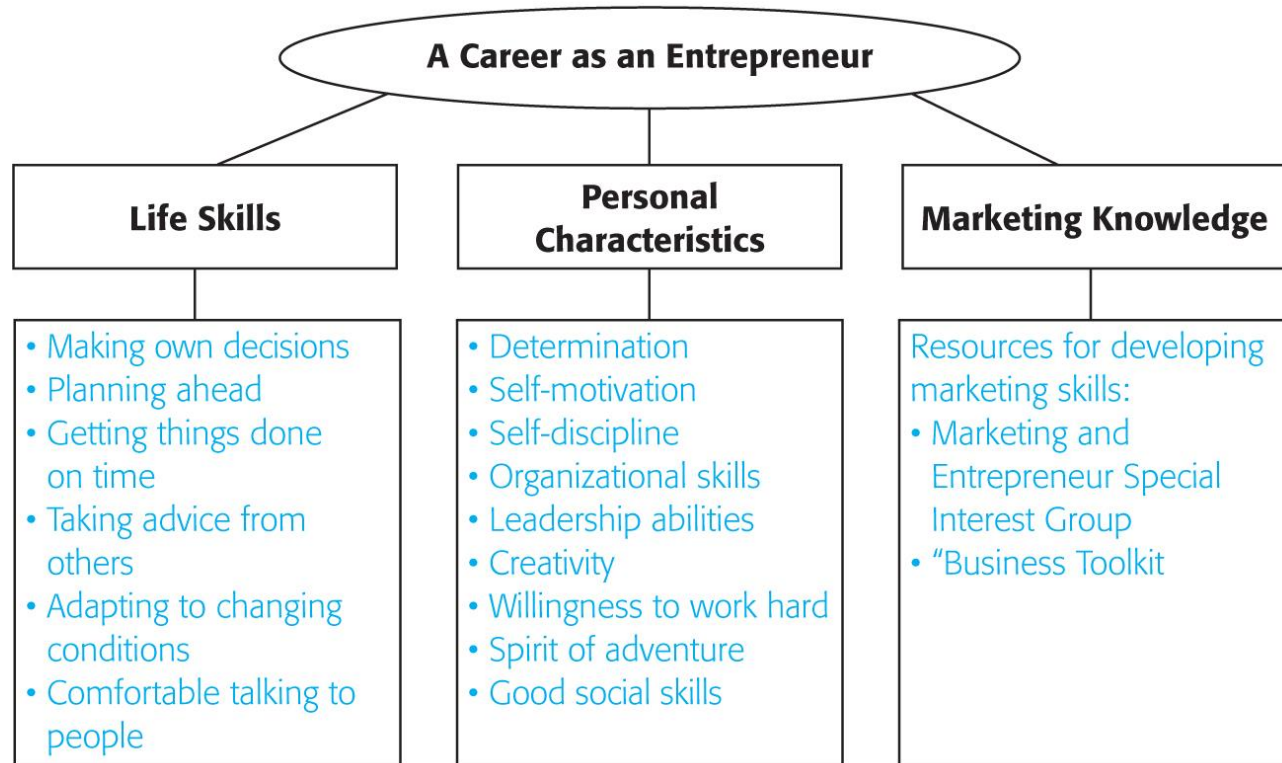 A Career as an Entrepreneur
Life Skills
Personal
Characteristics
Marketing Knowledge
• Making own decisions
• Planning ahead
• Getting things done
on time
• Taking advice from
others
• Adapting to changing
conditions
• Comfortable talking to
people
• Determination
• Self-motivation
• Self-discipline
• Organizational skills
• Leadership abilities
• Creativity
• Willingness to work hard
• Spirit of adventure
• Good social skills
Resources for developing
marketing skills:
• Marketing and
Entrepreneur Special
Interest Group
• “Business Toolkit